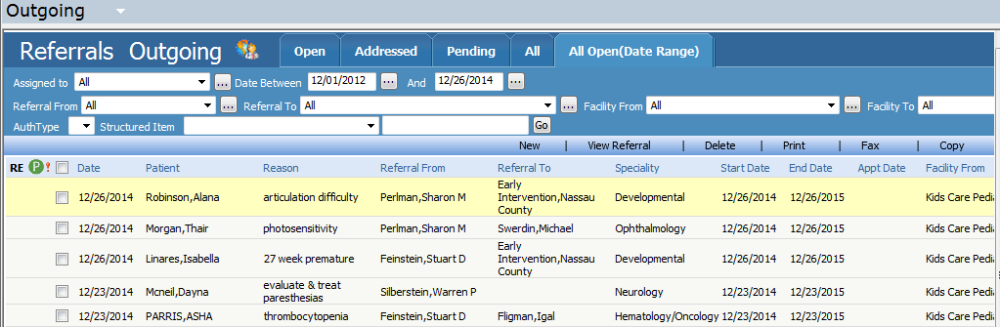 Outgoing
Referrals Outgoing Open Addressed Pending All All Open(Date Range)
Assigned to All ... Date Between 12/01/2012 ... And 12/26/2014 ...
Referral From All ... Referral To All ... Facility From All ... Facility To All
AuthType Structured Item Go
New | View Referral | Delete | Print | Fax | Copy
RE P ! Date Patient Reason Referral From Referral To Speciality Start Date End Date Appt Date Facility From
12/26/2014 Robinson,Alana articulation difficulty Perlman,Sharon M Early Intervention,Nassau County Developmental 12/26/2014 12/26/2015 Kids Care Pedi
12/26/2014 Morgan,Thair photosensitivity Perlman,Sharon M Swerdin,Michael Ophthalmology 12/26/2014 12/26/2015 Kids Care Pedi
12/26/2014 Linares,Isabella 27 week premature Feinstein,Stuart D Early Intervention,Nassau County Developmental 12/26/2014 12/26/2015 Kids Care Pedi
12/23/2014 Mcneil,Dayna evaluate & treat paresthesias Silberstein,Warren P Neurology 12/23/2014 12/23/2015 Kids Care Pedi
12/23/2014 PARRIS,ASHA thrombocytopenia Feinstein,Stuart D Fligman,Igal Hematology/Oncology 12/23/2014 12/23/2015 Kids Care Pedi